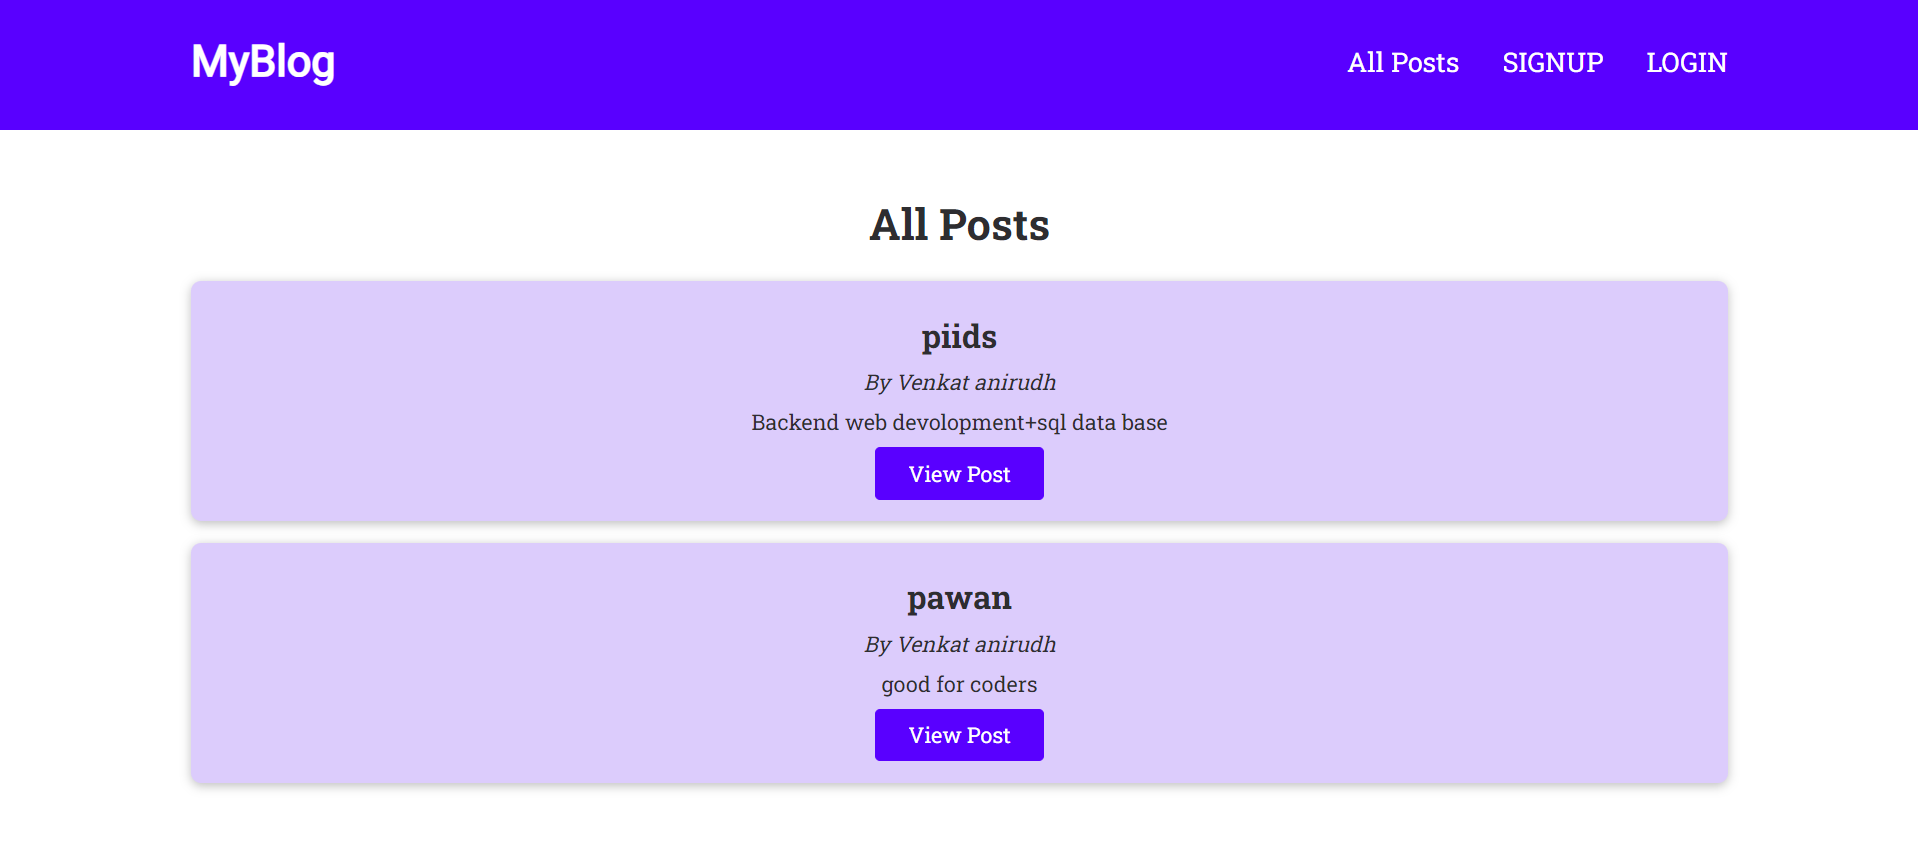 MyBlog
All Posts SIGNUP LOGIN
All Posts
piids
By Venkat anirudh
Backend web devolopment+sql data base
View Post
pawan
By Venkat anirudh
good for coders
View Post